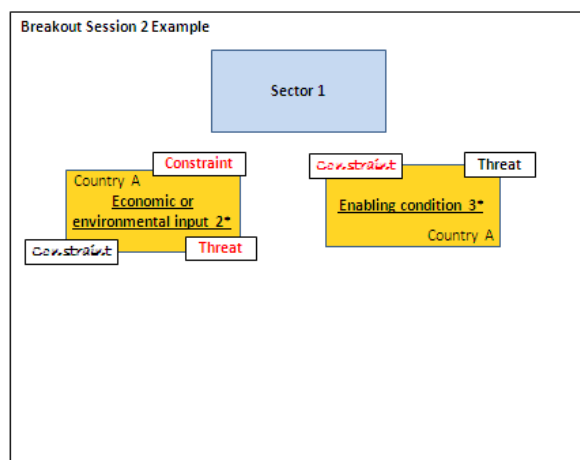 Breakout Session 2 Example
Sector 1
Constraint
Country A
Economic or
environmental input 2*
Constraint
Threat
Constraint
Threat
Enabling condition 3*
Country A